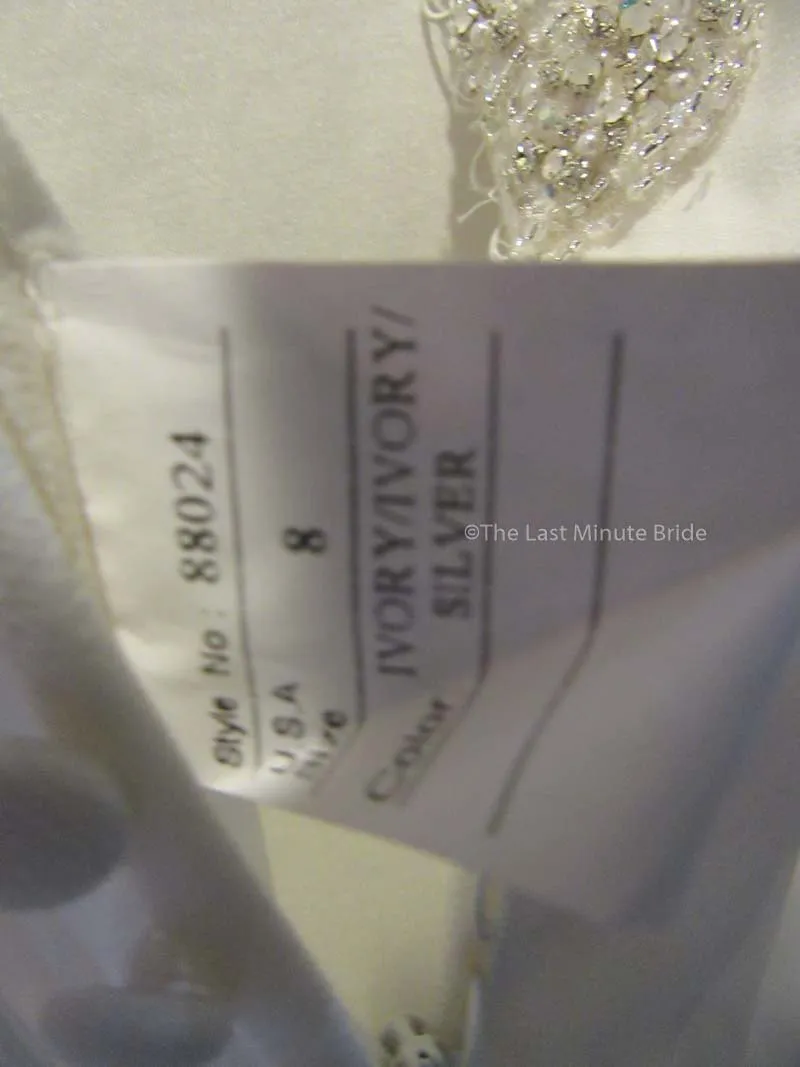 Style No: 88024
U.S.A 8
Size
Color IVORY/IVORY/
SILVER
©The Last Minute Bride